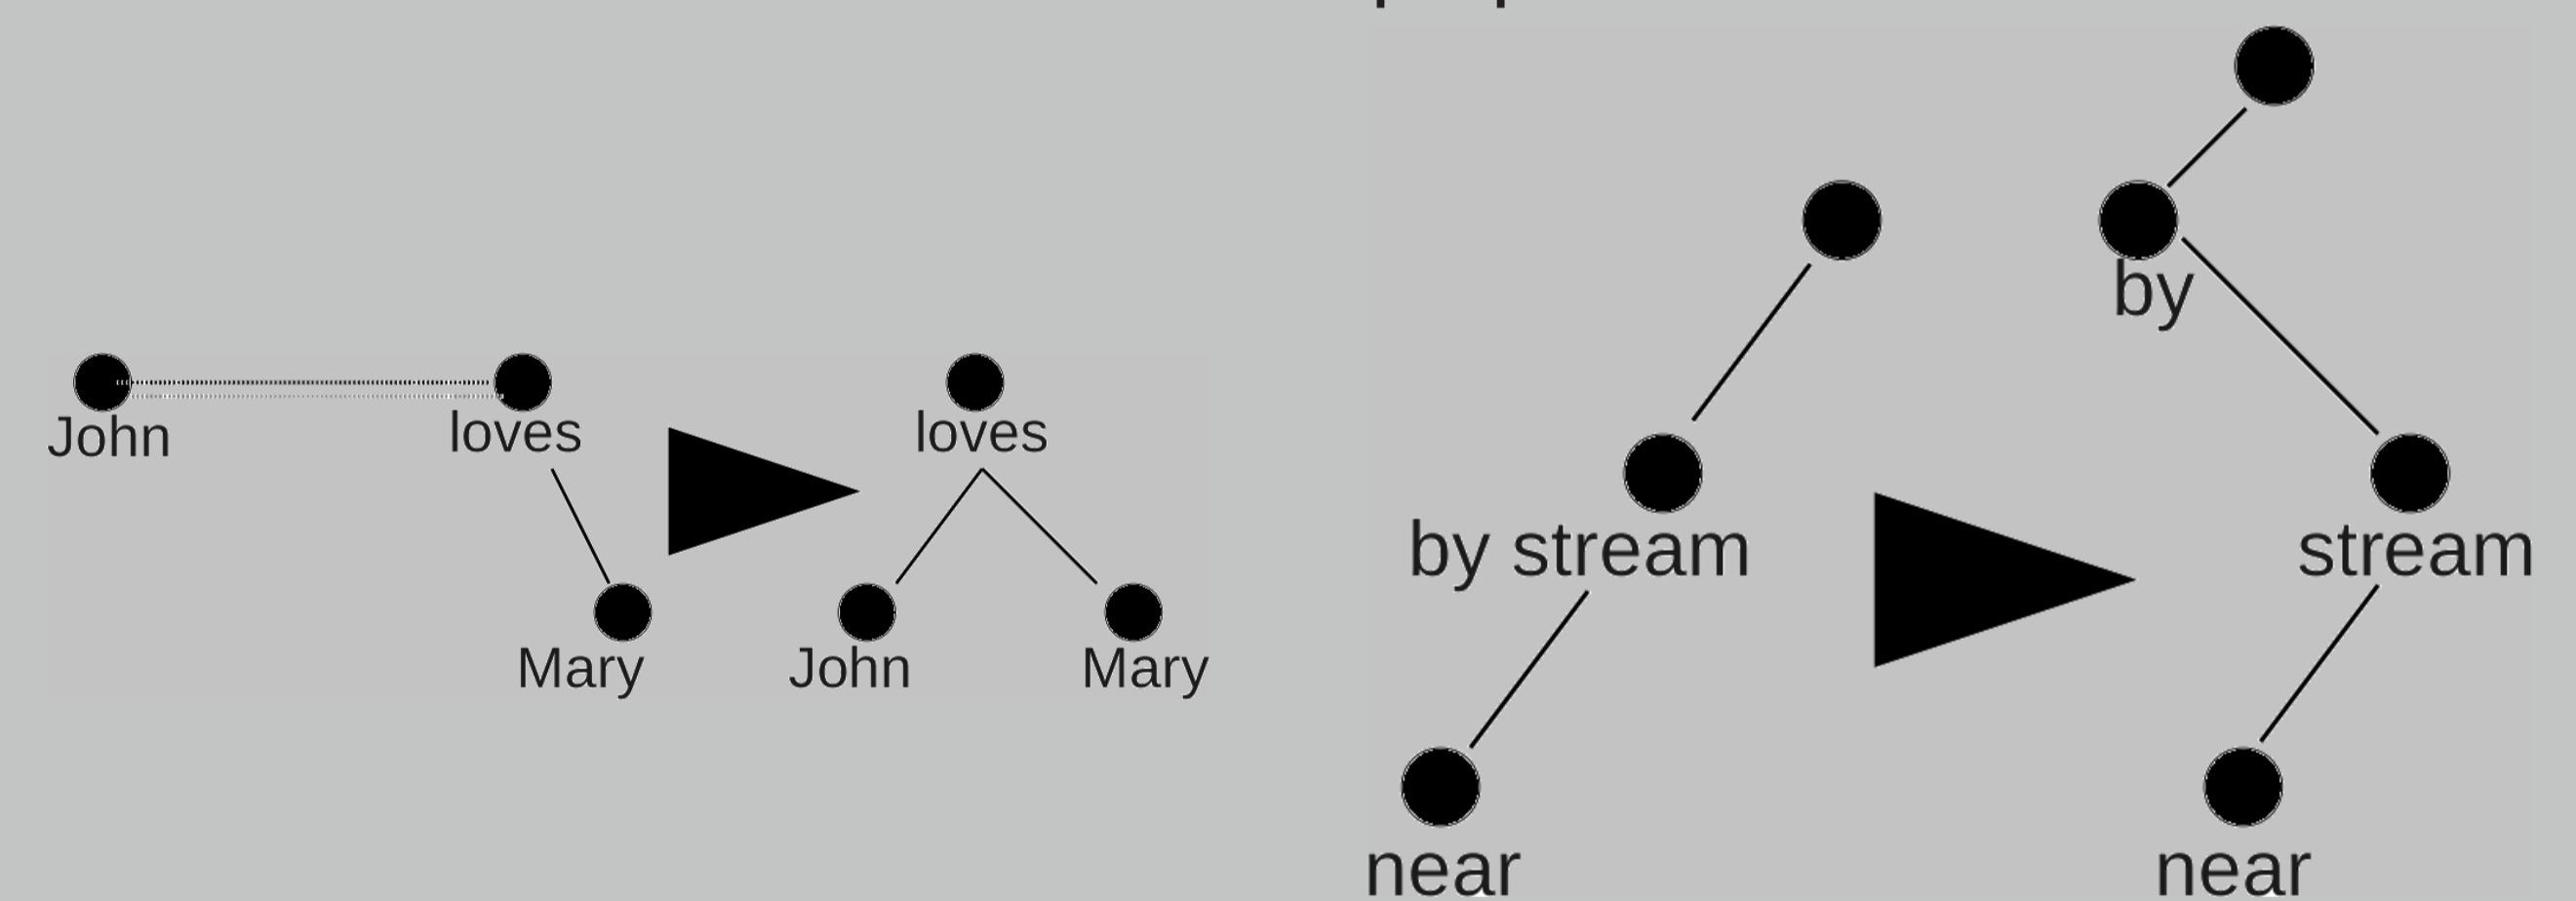 by
John
loves
loves
by stream
stream
Mary
John
Mary
near
near